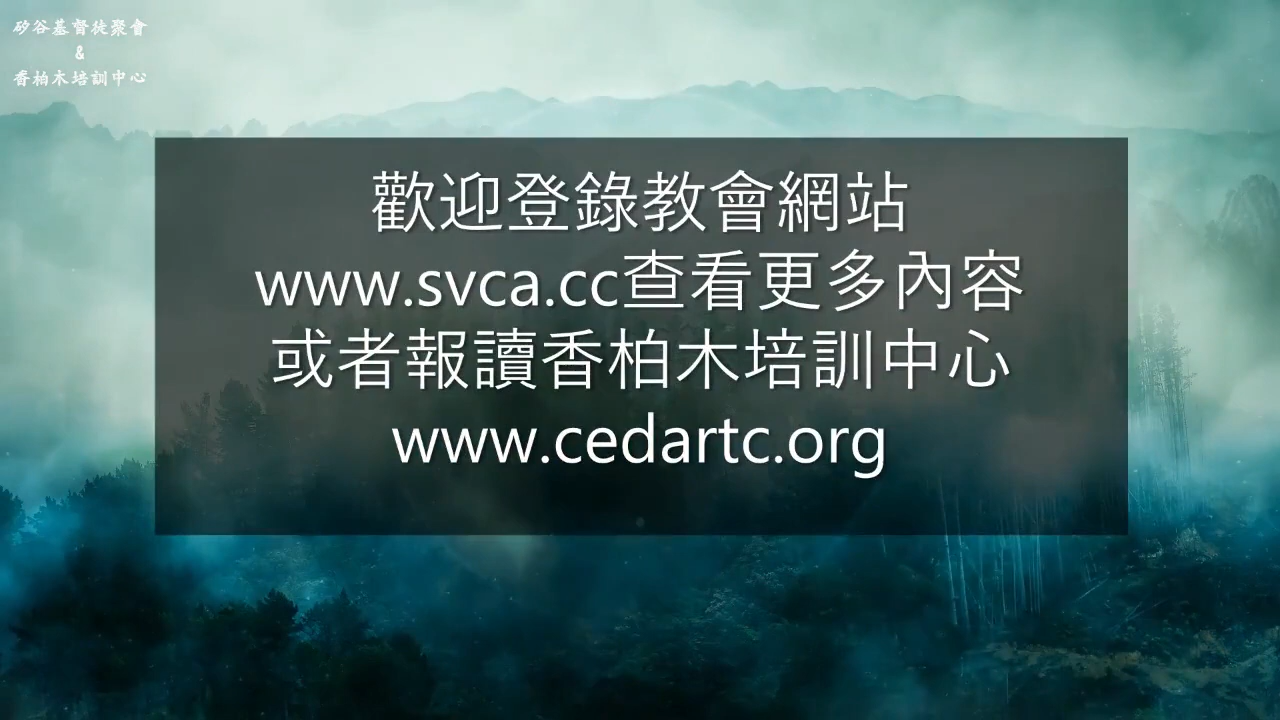 矽谷基督徒聚會
&
香柏木培訓中心
歡迎登錄教會網站
www.svca.cc查看更多內容
或者報讀香柏木培訓中心
www.cedartc.org